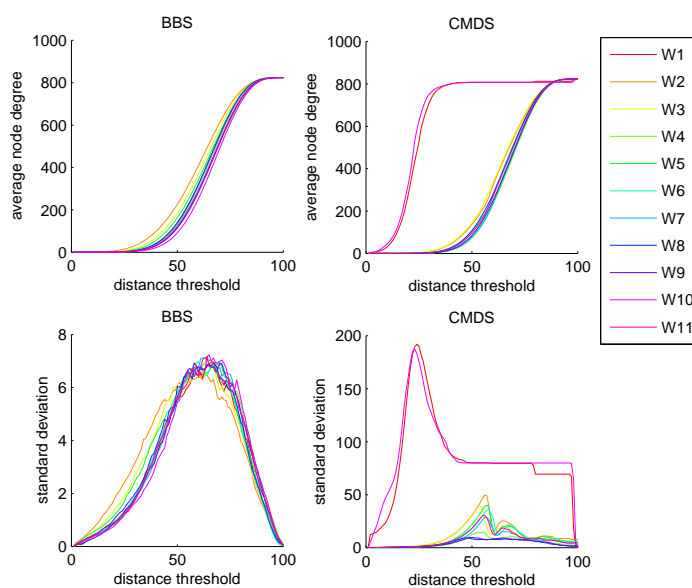 BBS
CMDS
average node degree
1000
800
600
400
200
0
0 50 100
distance threshold
average node degree
1000
800
600
400
200
0
0 50 100
distance threshold
W1
W2
W3
W4
W5
W6
W7
W8
W9
W10
W11
BBS
CMDS
standard deviation
8
6
4
2
0
0 50 100
distance threshold
standard deviation
200
150
100
50
0
0 50 100
distance threshold